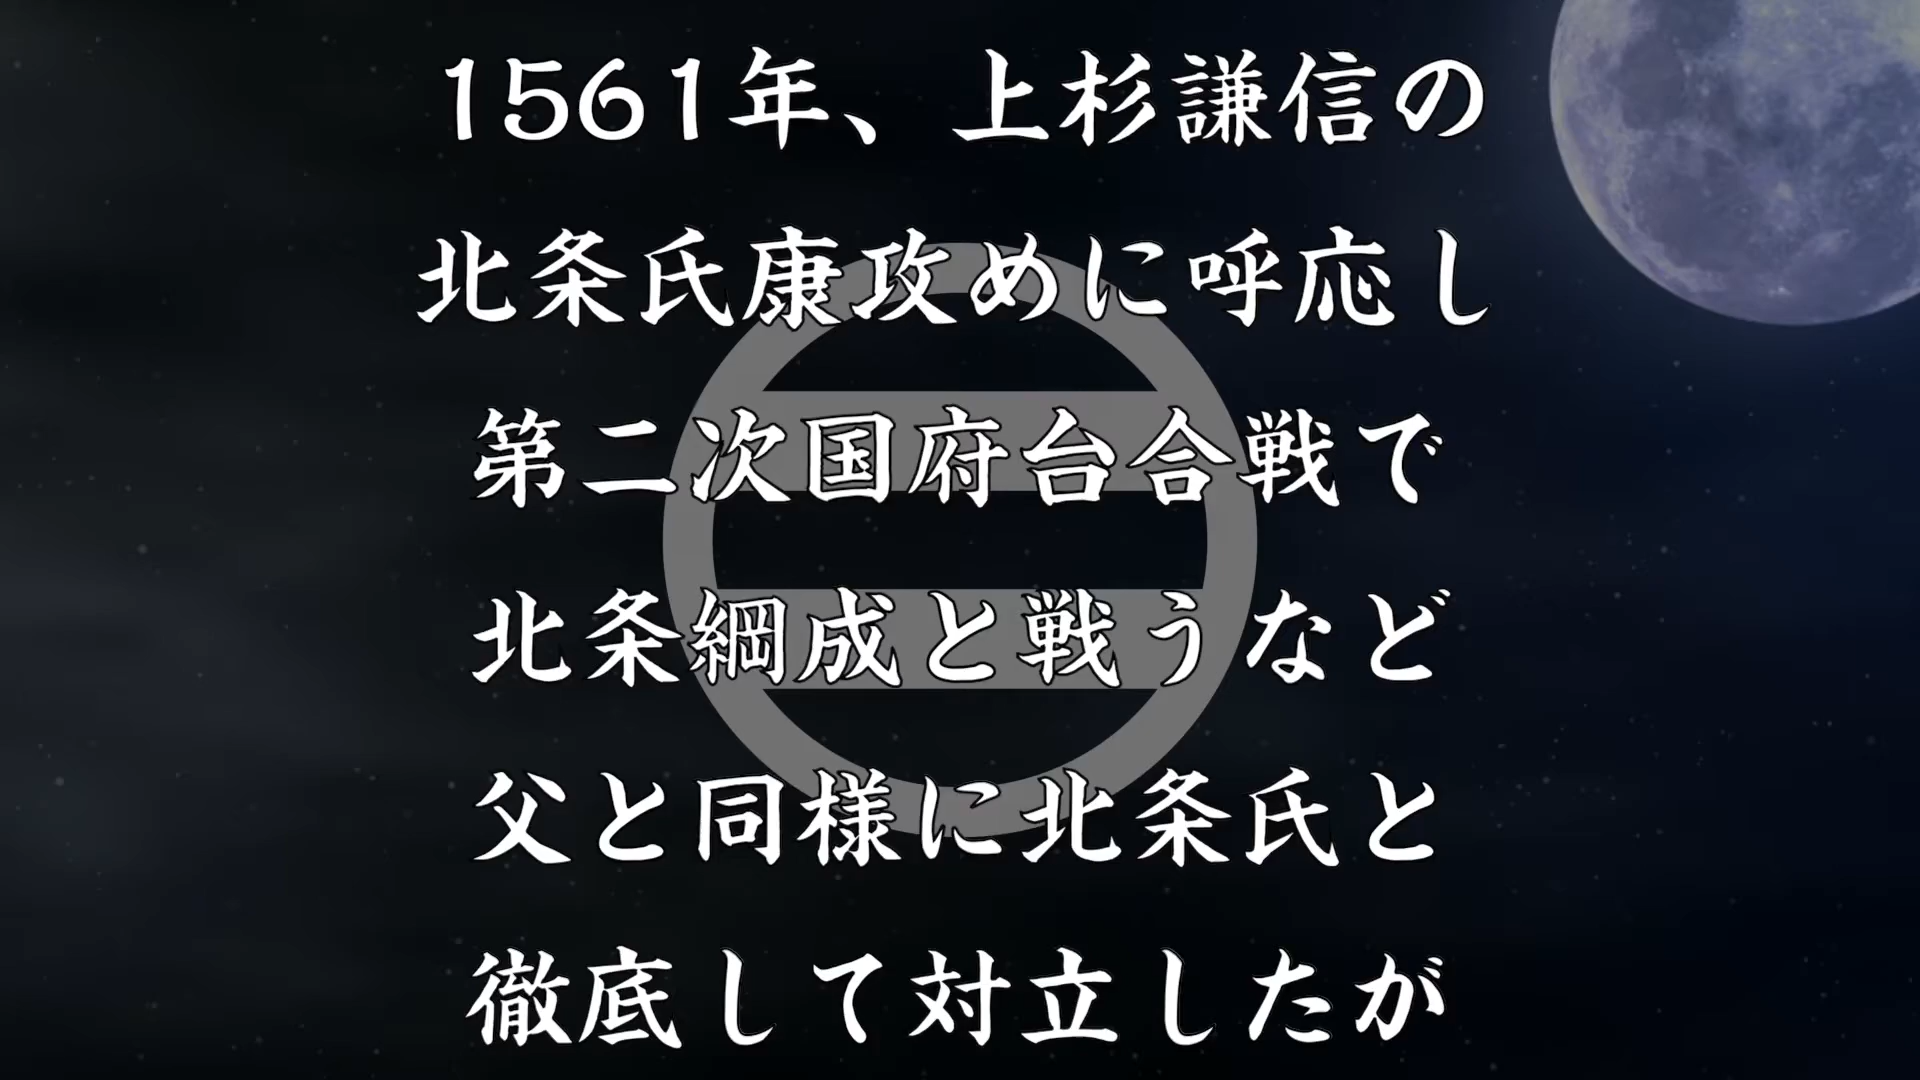 1561年、上杉謙信の
北条氏康攻めに呼応し
第二次国府台合戦で
北条綱成と戦うなど
父と同様に北条氏と
徹底して対立したが